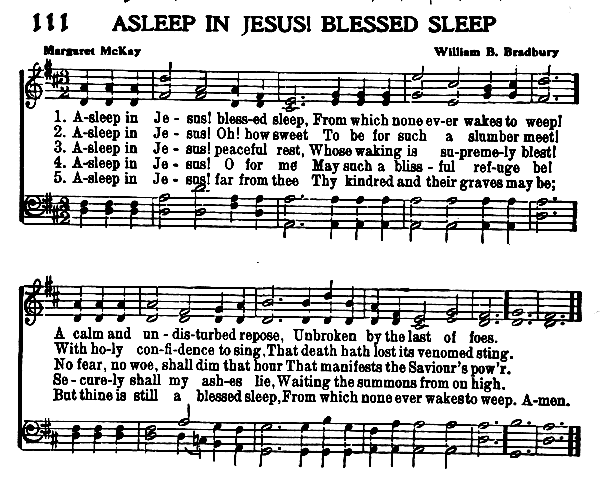 111 ASLEEP IN JESUS! BLESSED SLEEP
Margaret McKay William B. Bradbury
1. A-sleep in Je - sus! bless-ed sleep, From which none ev-er wakes to weep!
2. A-sleep in Je - sus! Oh! how sweet To be for such a slumber meet!
3. A-sleep in Je - sus! peaceful rest, Whose waking is su-preme-ly blest!
4. A-sleep in Je - sus! O for me May such a bliss - ful ref-uge be!
5. A-sleep in Je - sus! far from thee Thy kindred and their graves may be;
A calm and un - dis-turbed repose, Unbroken by the last of foes.
With ho-ly con-fi-dence to sing, That death hath lost its venomed sting.
No fear, no woe, shall dim that hour That manifests the Saviour's pow'r.
Se - cure-ly shall my ash-es lie, Waiting the summons from on high.
But thine is still a blessed sleep, From which none ever wakes to weep. A-men.